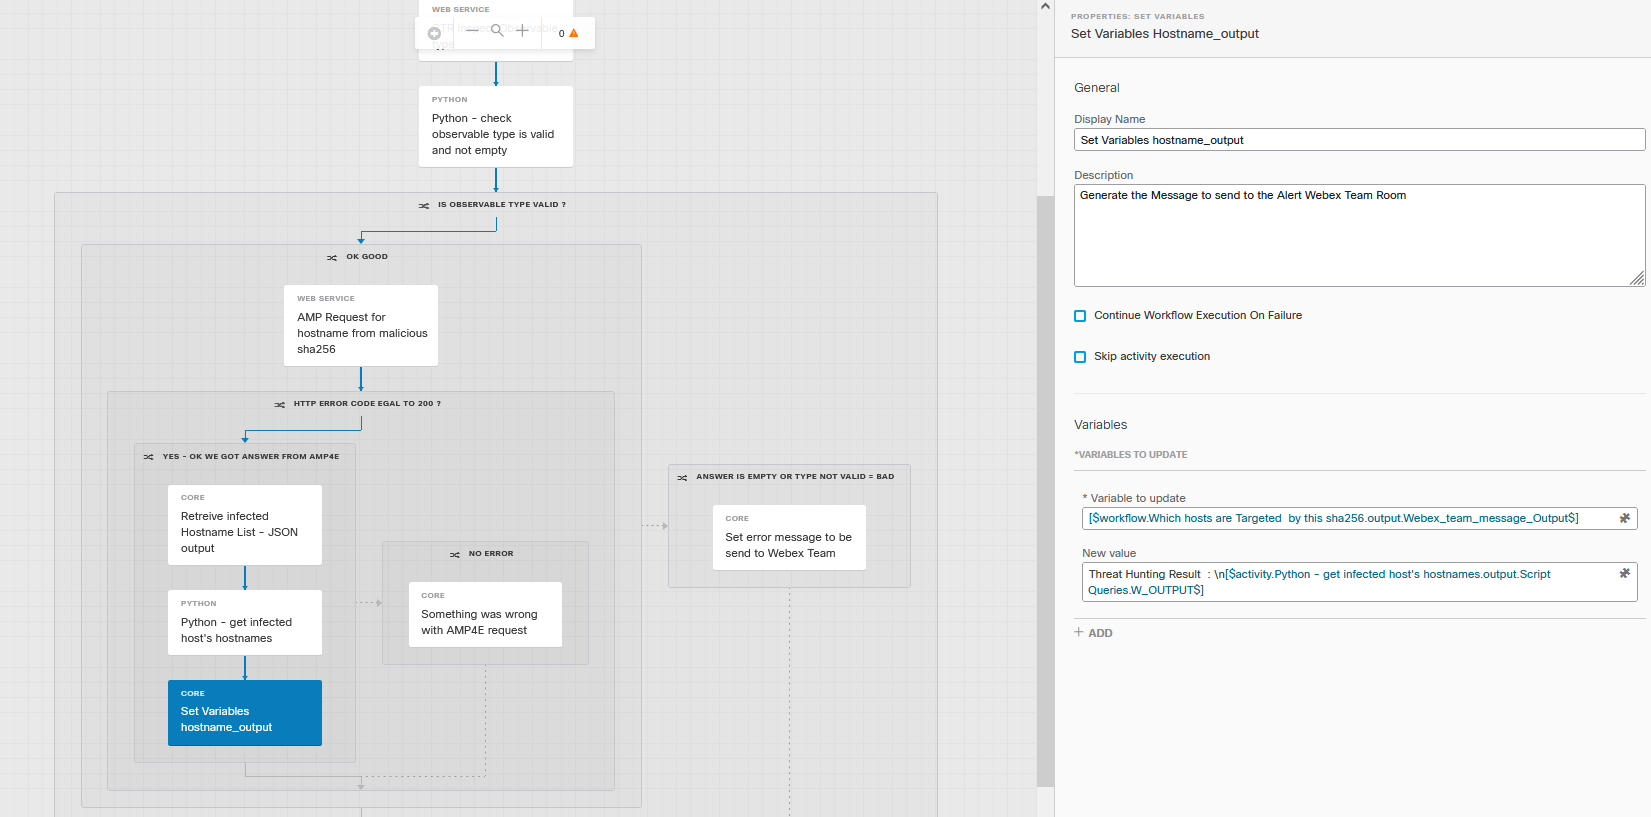 WEB SERVICE
0
PYTHON
Python - check
observable type is valid
and not empty
IS OBSERVABLE TYPE VALID ?
OK GOOD
WEB SERVICE
AMP Request for
hostname from malicious
sha256
HTTP ERROR CODE EGAL TO 200 ?
YES - OK WE GOT ANSWER FROM AMP4E
CORE
Retreive infected
Hostname List - JSON
output
PYTHON
Python - get infected
host's hostnames
CORE
Set Variables
hostname_output
NO ERROR
CORE
Something was wrong
with AMP4E request
ANSWER IS EMPTY OR TYPE NOT VALID = BAD
CORE
Set error message to be
send to Webex Team
PROPERTIES: SET VARIABLES
Set Variables Hostname_output
General
Display Name
Set Variables hostname_output
Description
Generate the Message to send to the Alert Webex Team Room
Continue Workflow Execution On Failure
Skip activity execution
Variables
*VARIABLES TO UPDATE
* Variable to update
[$workflow.Which hosts are Targeted  by this sha256.output.Webex_team_message_Output$]
New value
Threat Hunting Result  : \n[$activity.Python - get infected host's hostnames.output.Script
Queries.W_OUTPUT$]
+ ADD